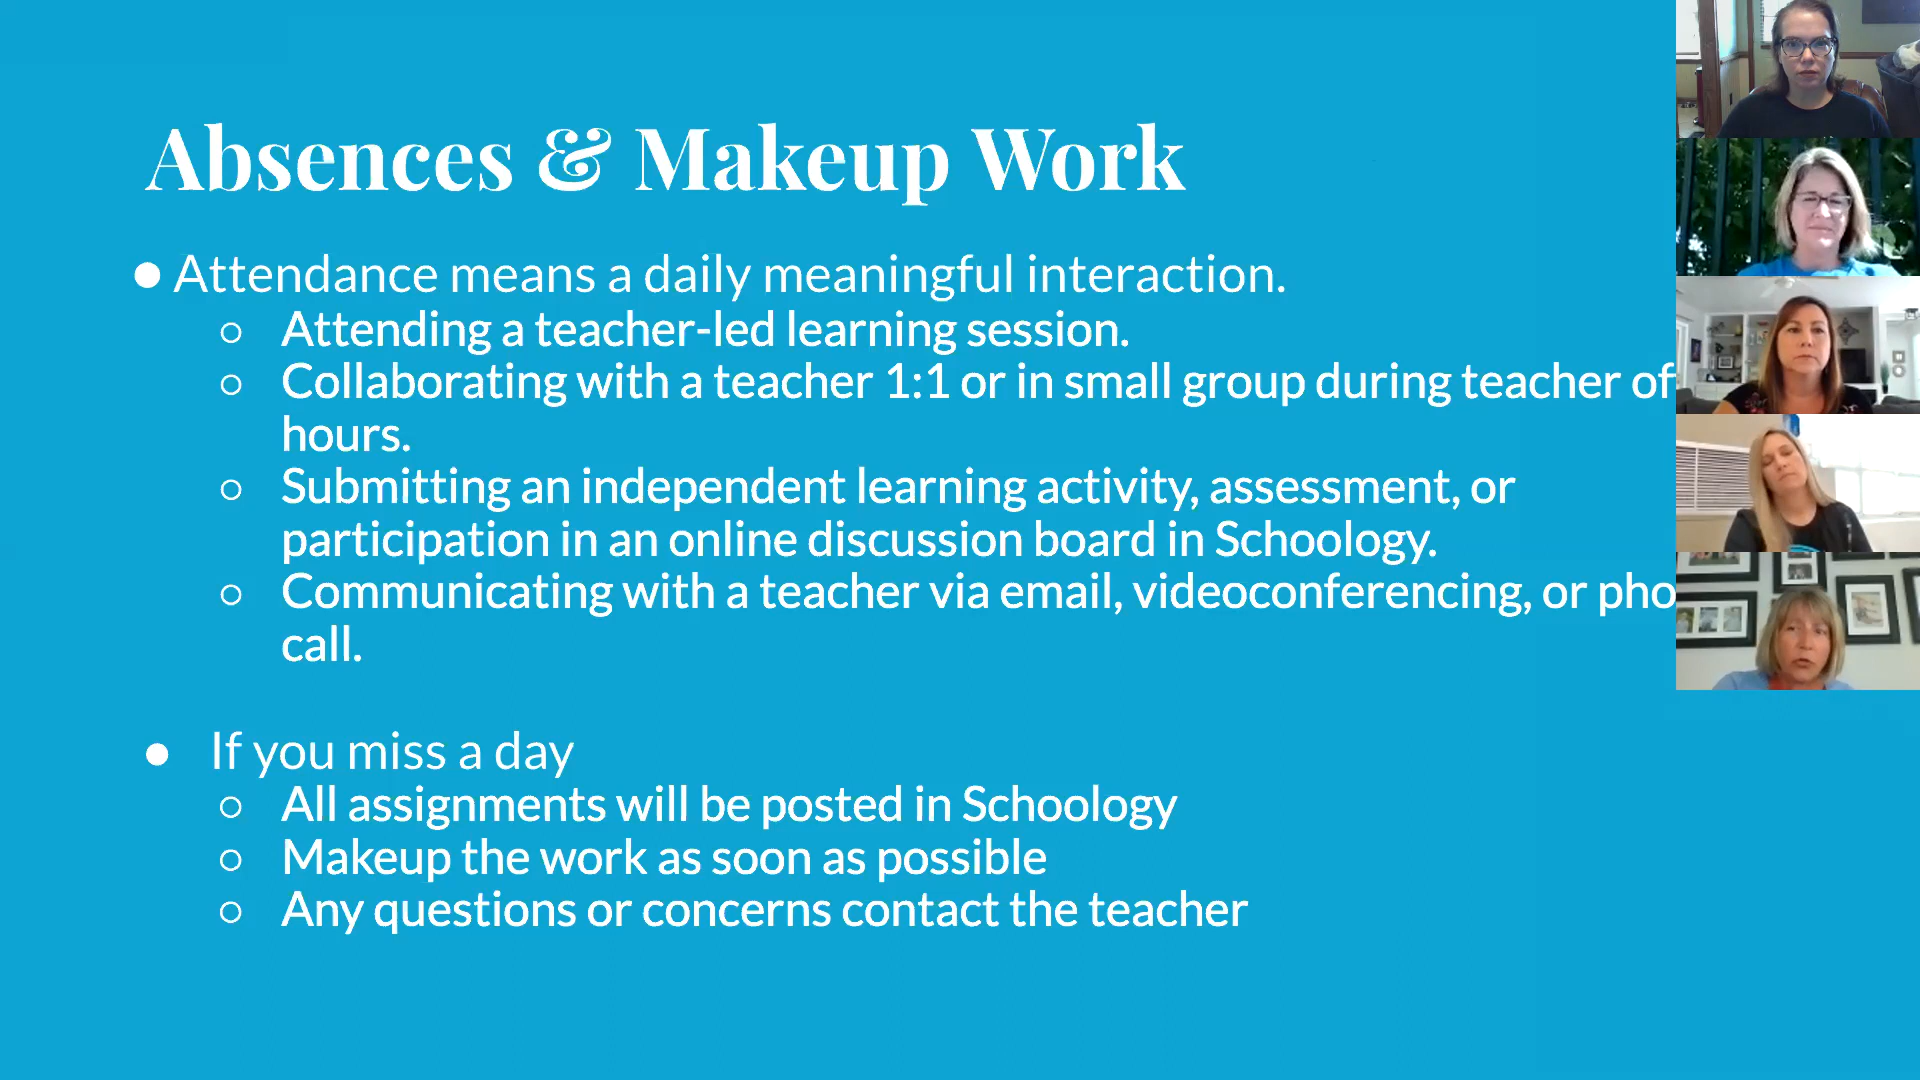 Absences & Makeup Work
● Attendance means a daily meaningful interaction.
○ Attending a teacher-led learning session.
○ Collaborating with a teacher 1:1 or in small group during teacher
hours.
○ Submitting an independent learning activity, assessment, or
participation in an online discussion board in Schoology.
○ Communicating with a teacher via email, videoconferencing, or
call.
● If you miss a day
○ All assignments will be posted in Schoology
○ Makeup the work as soon as possible
○ Any questions or concerns contact the teacher